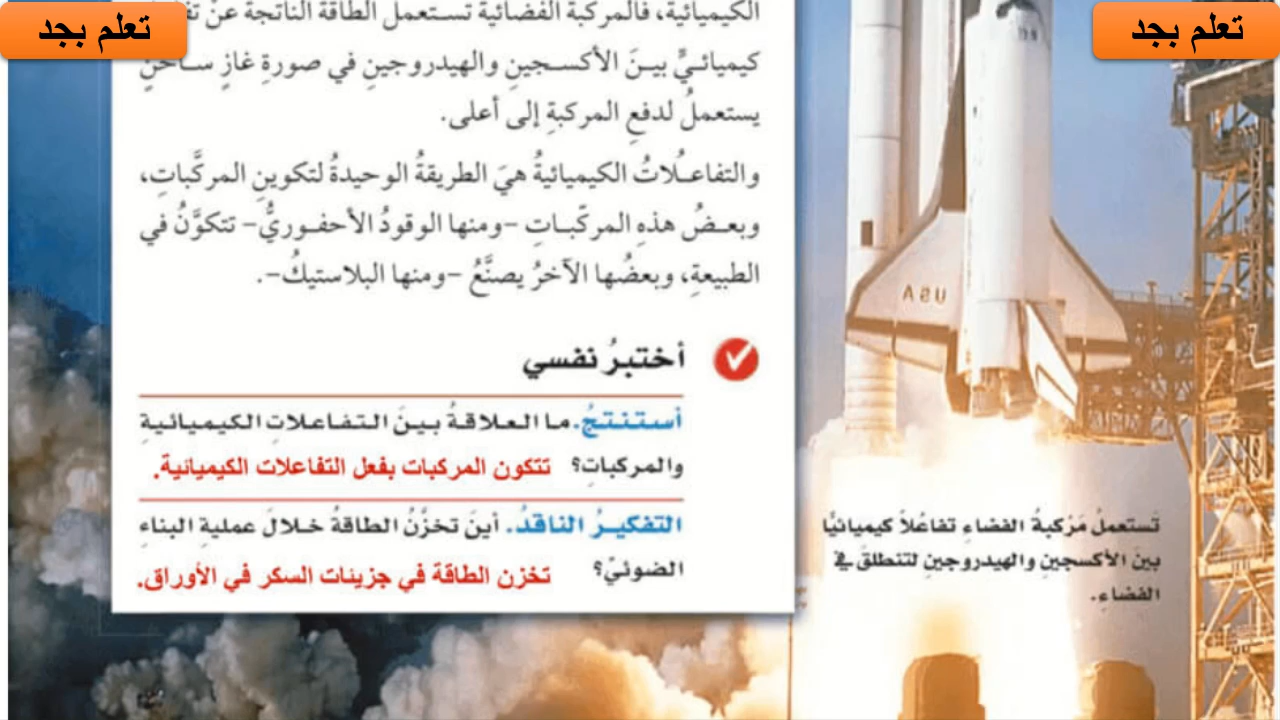 تعلم بجد
تعلم بجد
الكيميائية، فالمركبة الفضائية تستعمل الطاقة الناتجة عن
كيميائيٍّ بينَ الأكسجينِ والهيدروجينِ في صورةِ غازٍ ساخنٍ
يستعملُ لدفعِ المركبةِ إلى أعلى.
والتفاعلاتُ الكيميائيةُ هيَ الطريقةُ الوحيدةُ لتكوينِ المركَّباتِ،
وبعضُ هذهِ المركّباتِ -ومنها الوقودُ الأحفوريُّ- تتكوَّنُ في
الطبيعةِ، وبعضُها الآخرُ يصنَّعُ -ومنها البلاستيكُ-.
أختبرُ نفسي
أستنتجُ. ما العلاقةُ بينَ التفاعلاتِ الكيميائيةِ
والمركباتِ؟ تتكون المركبات بفعل التفاعلات الكيميائية.
التفكيرُ الناقدُ. أينَ تخزَّنُ الطاقةُ خلالَ عمليةِ البناءِ
الضوئيِّ؟ تخزن الطاقة في جزيئات السكر في الأوراق.
USA
تَستعملُ مَرْكبةُ الفضاءِ تفاعُلاً كيميائيًّا
بينَ الأكسجينِ والهيدروجينِ لتنطلقَ في
الفضاءِ.